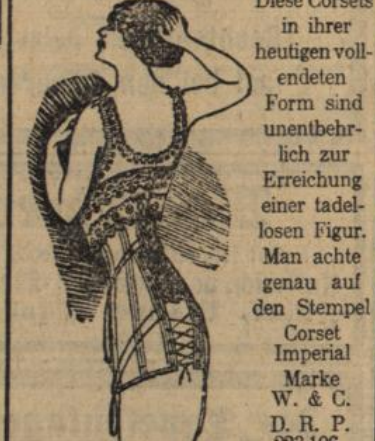 Diese Corsets
in ihrer
heutigen voll-
endeten
Form sind
unentbehr-
lich zur
Erreichung
einer tadel-
losen Figur.
Man achte
genau auf
den Stempel
Corset
Imperial
Marke
W. & C.
D. R. P.